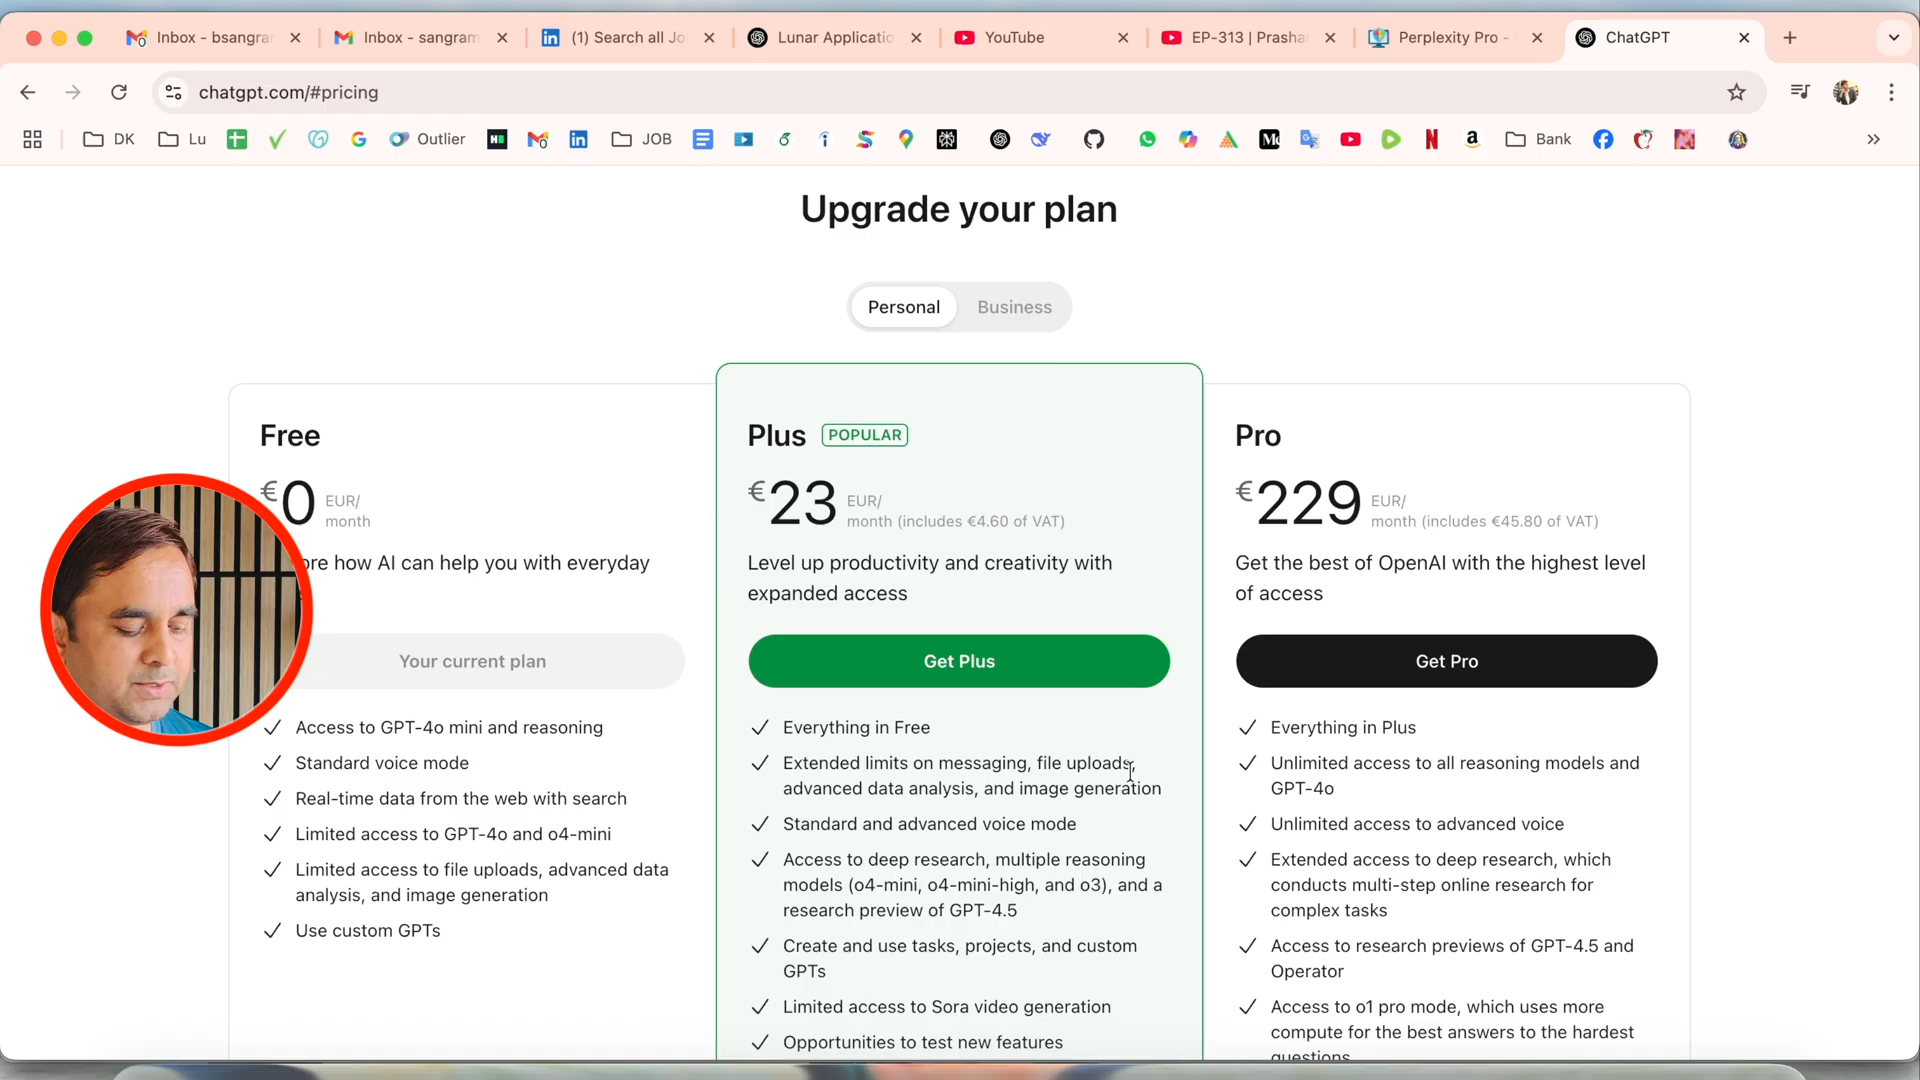 Inbox - bsangra
Inbox - sangram
(1) Search all Jo
Lunar Applicatio
YouTube
EP-313 | Prasha
Perplexity Pro -
ChatGPT
chatgpt.com/#pricing
DK
Lu
Outlier
JOB
Bank
Upgrade your plan
Personal
Business
Free
€0 EUR/
month
ore how AI can help you with everyday
Your current plan
Access to GPT-4o mini and reasoning
Standard voice mode
Real-time data from the web with search
Limited access to GPT-4o and o4-mini
Limited access to file uploads, advanced data
analysis, and image generation
Use custom GPTs
Plus POPULAR
€23 EUR/
month (includes €4.60 of VAT)
Level up productivity and creativity with
expanded access
Get Plus
Everything in Free
Extended limits on messaging, file uploads,
advanced data analysis, and image generation
Standard and advanced voice mode
Access to deep research, multiple reasoning
models (o4-mini, o4-mini-high, and o3), and a
research preview of GPT-4.5
Create and use tasks, projects, and custom
GPTs
Limited access to Sora video generation
Opportunities to test new features
Pro
€229 EUR/
month (includes €45.80 of VAT)
Get the best of OpenAI with the highest level
of access
Get Pro
Everything in Plus
Unlimited access to all reasoning models and
GPT-4o
Unlimited access to advanced voice
Extended access to deep research, which
conducts multi-step online research for
complex tasks
Access to research previews of GPT-4.5 and
Operator
Access to o1 pro mode, which uses more
compute for the best answers to the hardest
questions